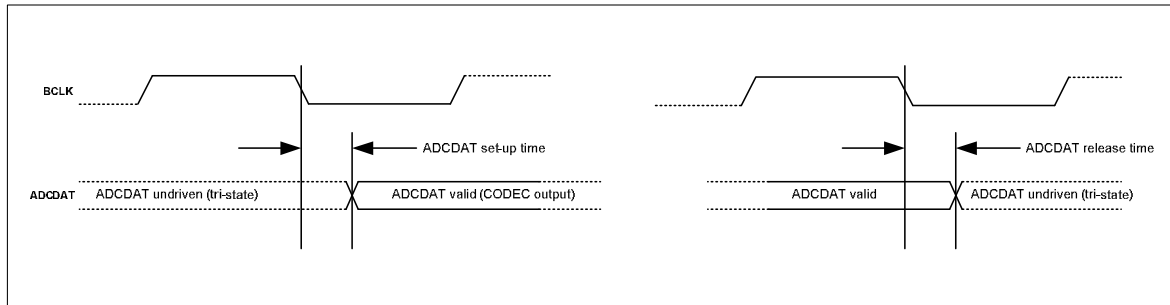 BCLK
ADCDAT set-up time
ADCDAT release time
ADCDAT
ADCDAT undriven (tri-state)
ADCDAT valid (CODEC output)
ADCDAT valid
ADCDAT undriven (tri-state)